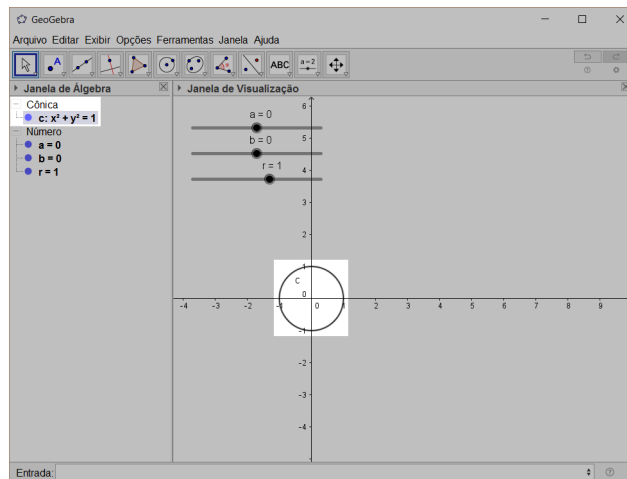 GeoGebra
Arquivo Editar Exibir Opções Ferramentas Janela Ajuda
A
ABC
a=2
Janela de Álgebra
Janela de Visualização
Cônica
c: x² + y² = 1
Número
a = 0
b = 0
r = 1
a = 0
b = 0
r = 1
6
5
4
3
2
1
C
0
-4 -3 -2 -1 0 1 2 3 4 5 6 7 8 9
-1
-2
-3
-4
Entrada: